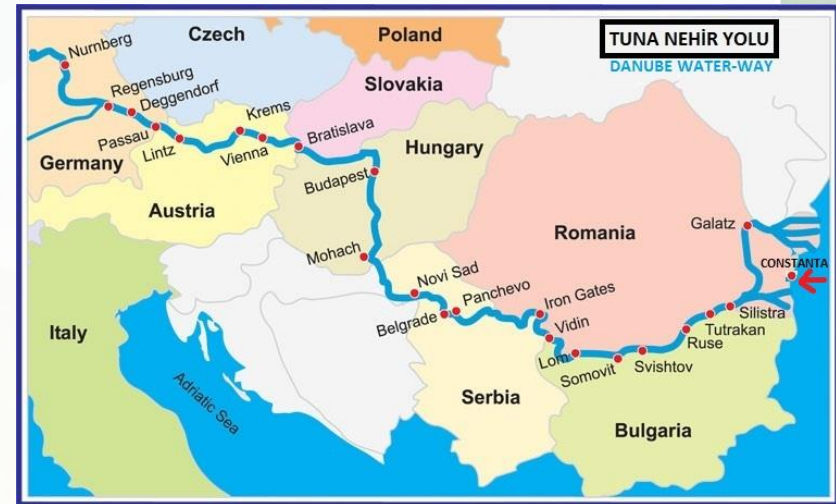 TUNA NEHİR YOLU
DANUBE WATER-WAY
Czech
Poland
Nurnberg
Slovakia
Regensburg
Deggendorf
Krems
Passau
Lintz
Vienna
Bratislava
Germany
Hungary
Budapest
Austria
Romania
Galatz
Mohach
CONSTANTA
Novi Sad
Panchevo
Iron Gates
Belgrade
Vidin
Silistra
Tutrakan
Ruse
Italy
Lom
Somovit
Svishtov
Adriatic Sea
Serbia
Bulgaria